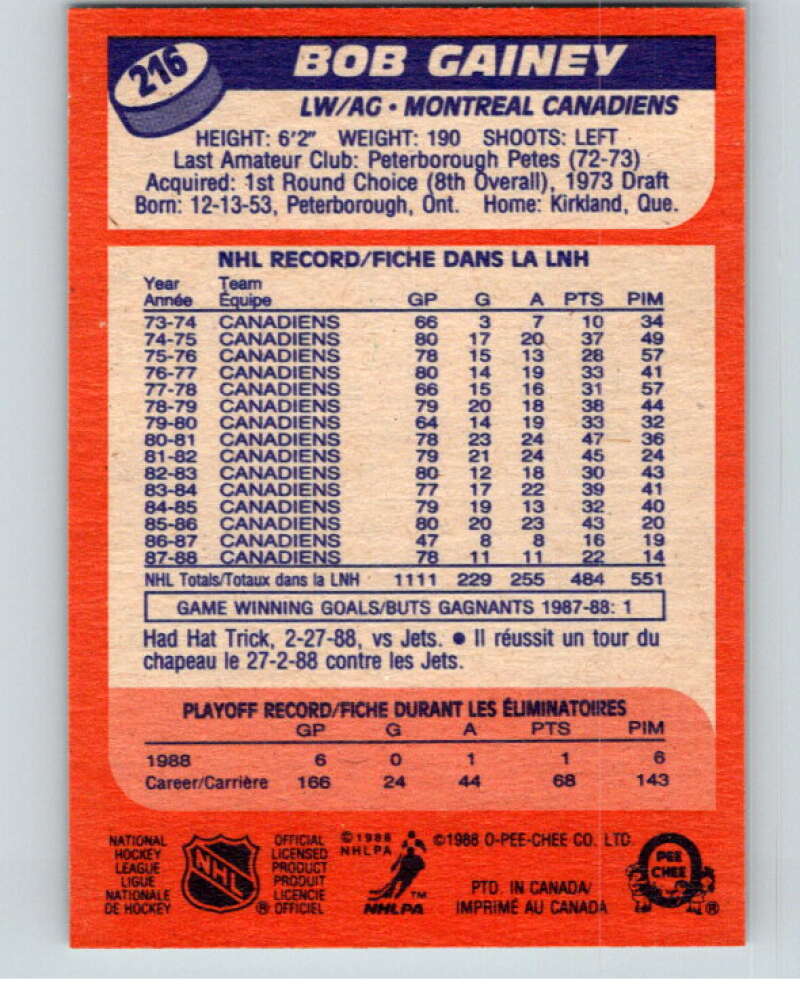 216
BOB GAINEY
LW/AG • MONTREAL CANADIENS
HEIGHT: 6'2" WEIGHT: 190 SHOOTS: LEFT
Last Amateur Club: Peterborough Petes (72-73)
Acquired: 1st Round Choice (8th Overall), 1973 Draft
Born: 12-13-53, Peterborough, Ont. Home: Kirkland, Que.
NHL RECORD/FICHE DANS LA LNH
Year Team
Année Équipe GP G A PTS PIM
73-74 CANADIENS 66 3 7 10 34
74-75 CANADIENS 80 17 20 37 49
75-76 CANADIENS 78 15 13 28 57
76-77 CANADIENS 80 14 19 33 41
77-78 CANADIENS 66 15 16 31 57
78-79 CANADIENS 79 20 18 38 44
79-80 CANADIENS 64 14 19 33 32
80-81 CANADIENS 78 23 24 47 36
81-82 CANADIENS 79 21 24 45 24
82-83 CANADIENS 80 12 18 30 43
83-84 CANADIENS 77 17 22 39 41
84-85 CANADIENS 79 19 13 32 40
85-86 CANADIENS 80 20 23 43 20
86-87 CANADIENS 47 8 8 16 19
87-88 CANADIENS 78 11 11 22 14
NHL Totals/Totaux dans la LNH 1111 229 255 484 551
GAME WINNING GOALS/BUTS GAGNANTS 1987-88: 1
Had Hat Trick, 2-27-88, vs Jets. ● Il réussit un tour du
chapeau le 27-2-88 contre les Jets.
PLAYOFF RECORD/FICHE DURANT LES ÉLIMINATOIRES
GP G A PTS PIM
1988 6 0 1 1 6
Career/Carrière 166 24 44 68 143
NATIONAL
HOCKEY
LEAGUE
LIGUE
NATIONALE
DE HOCKEY
NHL
®
OFFICIAL
LICENSED
PRODUCT
PRODUIT
LICENCIE
OFFICIEL
©1988
NHLPA
TM
NHLPA
©1988 O-PEE-CHEE CO. LTD
PTD. IN CANADA/
IMPRIMÉ AU CANADA
PEE
CHEE
®